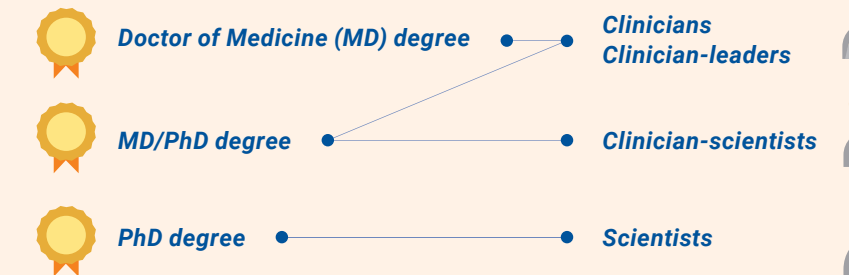 Doctor of Medicine (MD) degree
Clinicians
Clinician-leaders
MD/PhD degree
Clinician-scientists
PhD degree
Scientists